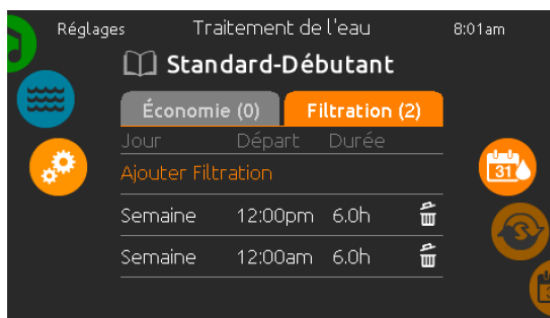 Réglages Traitement de l'eau 8:01am
Standard-Débutant
Économie (0) Filtration (2)
Jour Départ Durée
Ajouter Filtration
31
Semaine 12:00pm 6.0h
Semaine 12:00am 6.0h